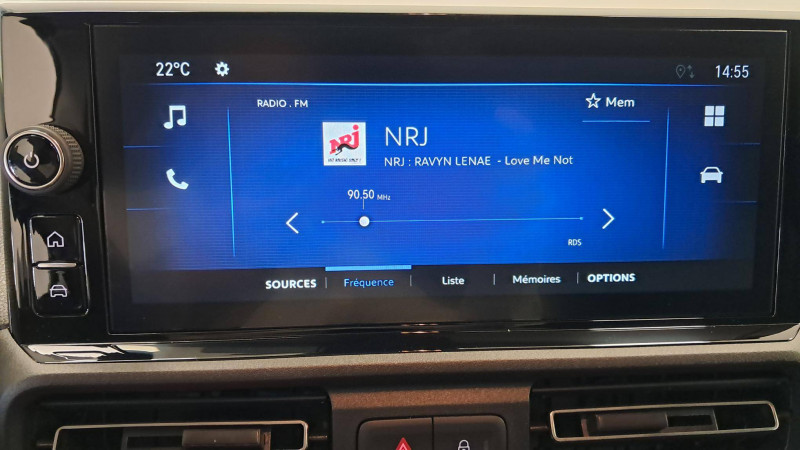 22°C
14:55
RADIO . FM
Mem
NRJ
NRJ
NRJ : RAVYN LENAE - Love Me Not
90.50 MHz
RDS
SOURCES
Fréquence
Liste
Mémoires
OPTIONS